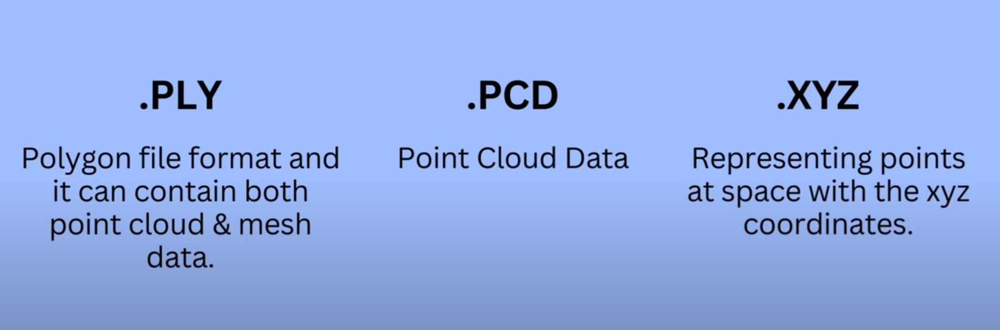 .PLY
Polygon file format and
it can contain both
point cloud & mesh
data.
.PCD
Point Cloud Data
.XYZ
Representing points
at space with the xyz
coordinates.